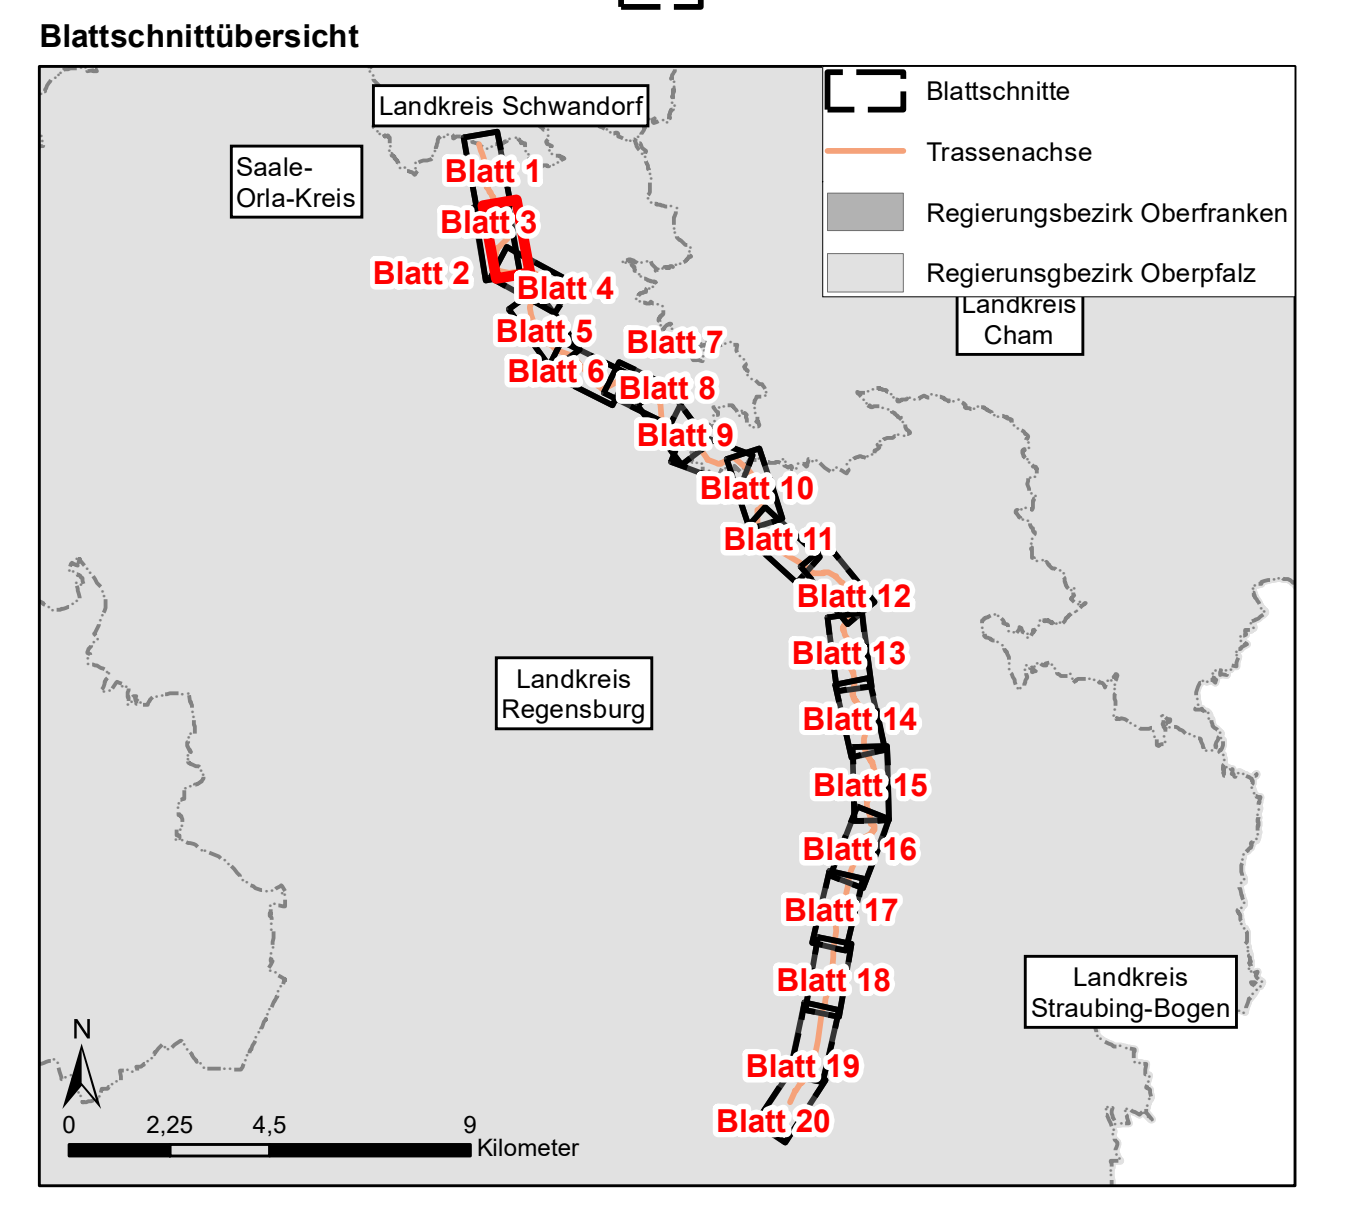 Blattschnittübersicht
Landkreis Schwandorf
Saale-
Orla-Kreis
Blattschnitte
Trassenachse
Regierungsbezirk Oberfranken
Regierunsgbezirk Oberpfalz
Landkreis
Cham
Blatt 1
Blatt 3
Blatt 2
Blatt 4
Blatt 5
Blatt 7
Blatt 6
Blatt 8
Blatt 9
Blatt 10
Blatt 11
Blatt 12
Blatt 13
Landkreis
Regensburg
Blatt 14
Blatt 15
Blatt 16
Blatt 17
Blatt 18
Landkreis
Straubing-Bogen
Blatt 19
Blatt 20
N
0 2,25 4,5 9
Kilometer